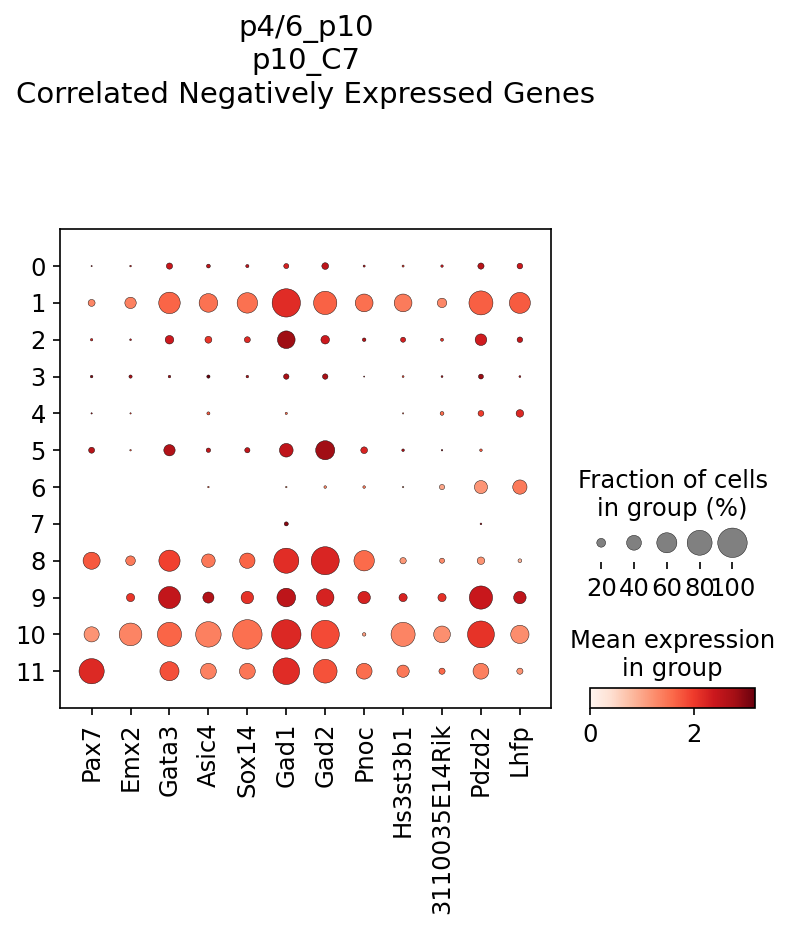 p4/6_p10
p10_C7
Correlated Negatively Expressed Genes
0
1
2
3
4
5
6
7
8
9
10
11
Pax7
Emx2
Gata3
Asic4
Sox14
Gad1
Gad2
Pnoc
Hs3st3b1
3110035E14Rik
Pdzd2
Lhfp
Fraction of cells
in group (%)
20 40 60 80 100
Mean expression
in group
0 2